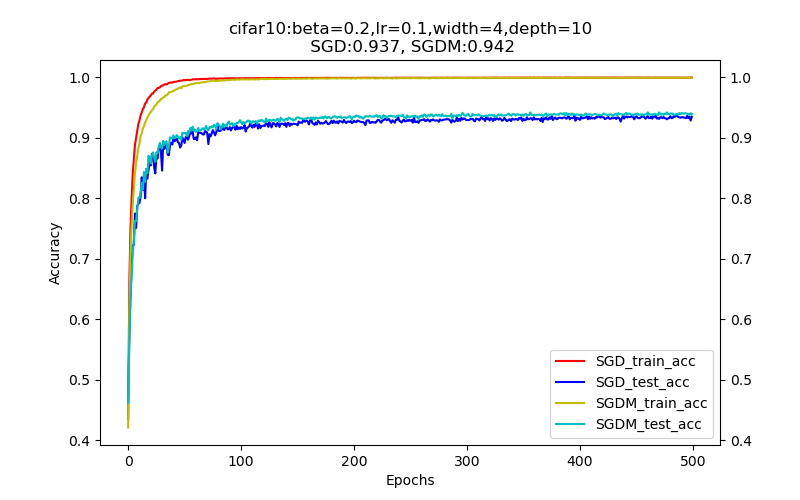 cifar10:beta=0.2,lr=0.1,width=4,depth=10
SGD:0.937, SGDM:0.942
1.0
0.9
0.8
0.7
0.6
0.5
0.4
Accuracy
1.0
0.9
0.8
0.7
0.6
0.5
0.4
SGD_train_acc
SGD_test_acc
SGDM_train_acc
SGDM_test_acc
0 100 200 300 400 500
Epochs